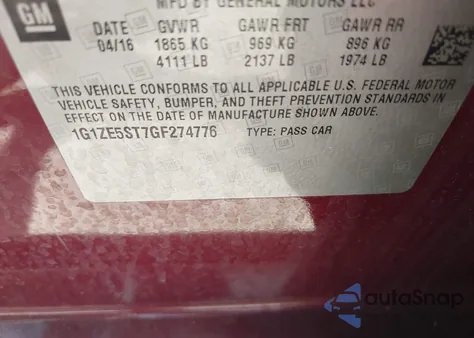 MFD BY GENERAL MOTORS LLC
GM
DATE GVWR GAWR FRT GAWR RR
04/16 1865 KG 969 KG 896 KG
4111 LB 2137 LB 1974 LB
THIS VEHICLE CONFORMS TO ALL APPLICABLE U.S. FEDERAL MOTOR
VEHICLE SAFETY, BUMPER, AND THEFT PREVENTION STANDARDS IN
EFFECT ON THE DATE OF MANUFACTURE SHOWN ABOVE.
1G1ZE5ST7GF274776 TYPE: PASS CAR
autoSnap